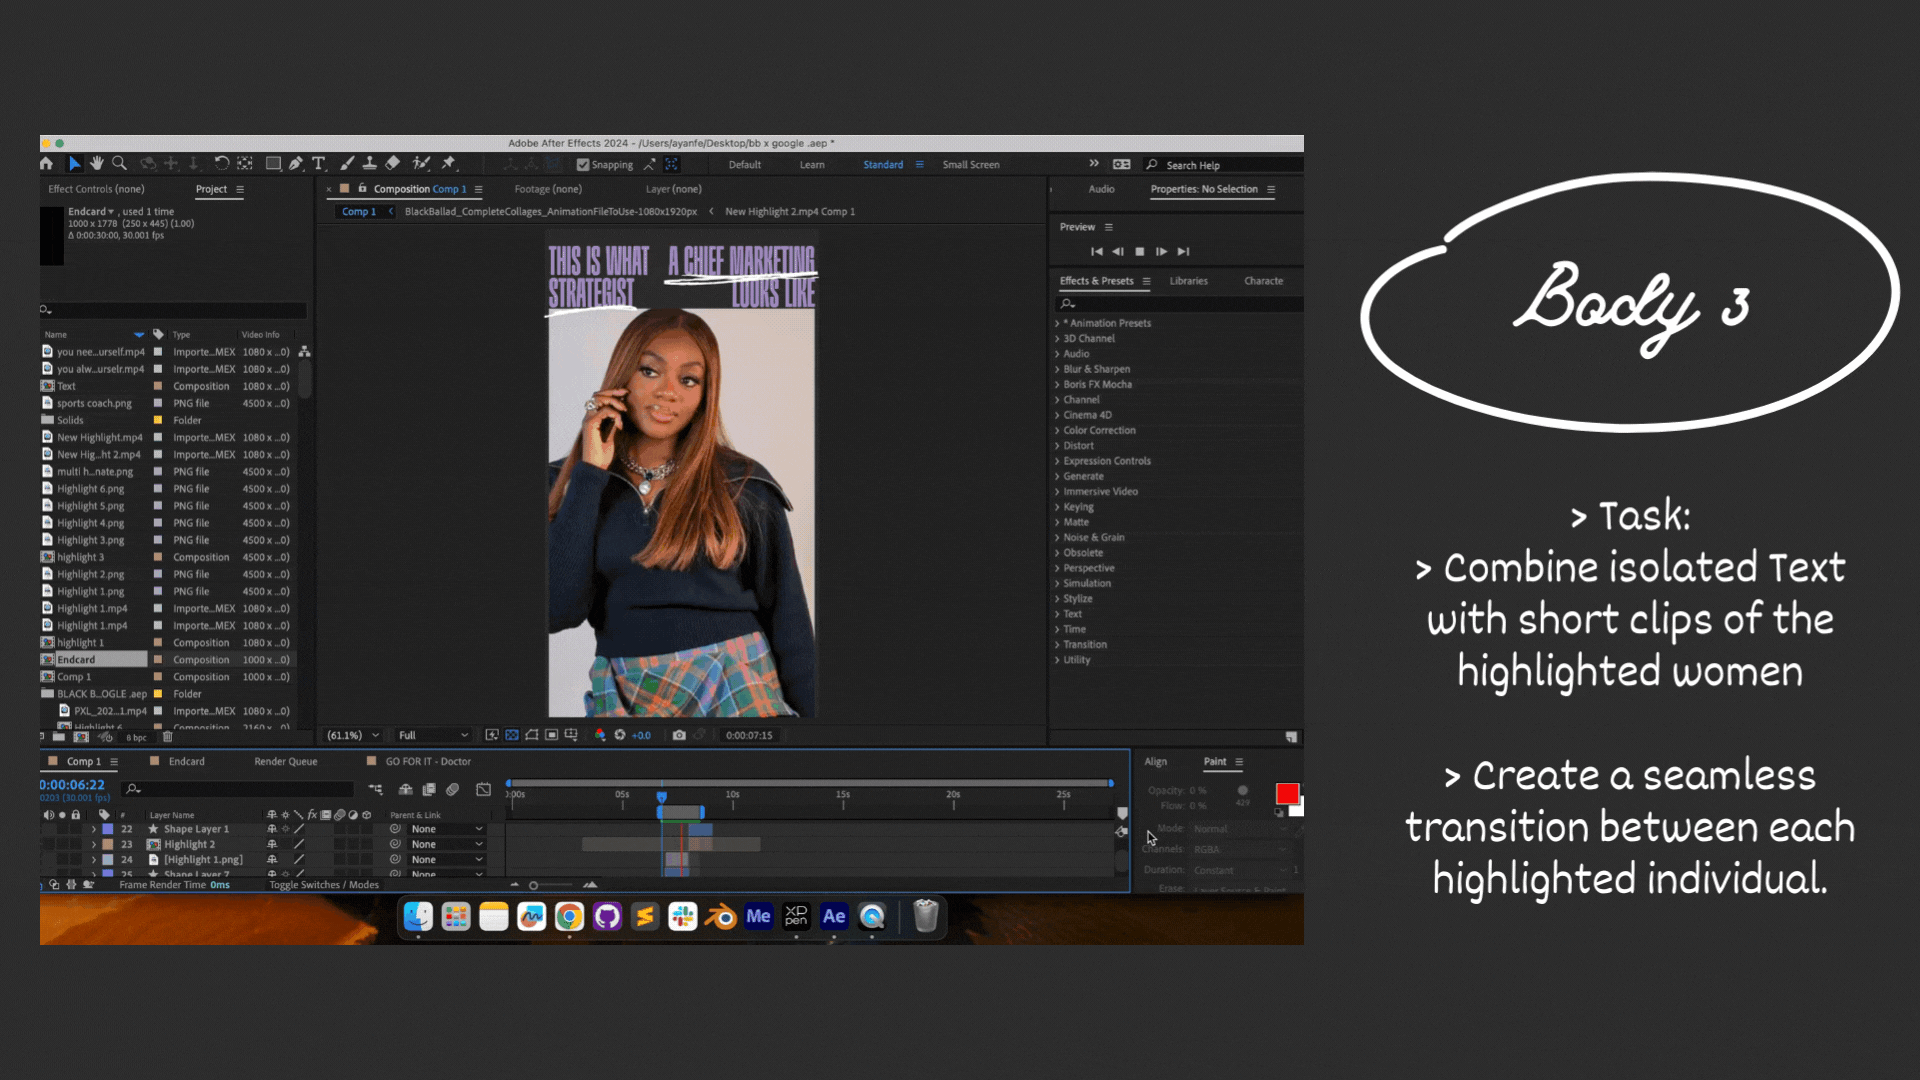 Adobe After Effects 2024 - /Users/ayanfe/Desktop/bb x google .aep *
Snapping
Default
Learn
Standard
Small Screen
Search Help
Effect Controls (none)
Project
Composition Comp 1
Footage (none)
Layer (none)
Audio
Properties: No Selection
Endcard , used 1 time
1000 x 1778 (250 x 445) (1.00)
Δ 0:00:30:00, 30.001 fps
Comp 1
BlackBallad_CompleteCollages_AnimationFileToUse-1080x1920px
New Highlight 2.mp4 Comp 1
Preview
Effects & Presets
Libraries
Characte
Name
Type
Video Info
you nee...urself.mp4 Importe...MEX 1080 x ...0)
you alw...urselr.mp4 Importe...MEX 1080 x ...0)
Text Composition 1080 x ...0)
sports coach.png PNG file 4500 x ...0)
Solids Folder
New Highlight.mp4 Importe...MEX 1080 x ...0)
New Hig...ht 2.mp4 Importe...MEX 1080 x ...0)
multi h...nate.png PNG file 4500 x ...0)
Highlight 6.png PNG file 4500 x ...0)
Highlight 5.png PNG file 4500 x ...0)
Highlight 4.png PNG file 4500 x ...0)
Highlight 3.png PNG file 4500 x ...0)
highlight 3 Composition 4500 x ...0)
Highlight 2.png PNG file 4500 x ...0)
Highlight 1.png PNG file 4500 x ...0)
Highlight 1.mp4 Importe...MEX 1080 x ...0)
Highlight 1.mp4 Importe...MEX 1080 x ...0)
highlight 1 Composition 1080 x ...0)
Endcard Composition 1000 x ...0)
Comp 1 Composition 1000 x ...0)
BLACK B...OGLE .aep Folder
PXL_202...1.mp4 Importe...MEX 1080 x ...0)
Highlight 6 Composition 2160 x ...0)
8 bpc
THIS IS WHAT A CHIEF MARKETING
STRATEGIST LOOKS LIKE
* Animation Presets
3D Channel
Audio
Blur & Sharpen
Boris FX Mocha
Channel
Cinema 4D
Color Correction
Distort
Expression Controls
Generate
Immersive Video
Keying
Matte
Noise & Grain
Obsolete
Perspective
Simulation
Stylize
Text
Time
Transition
Utility
(61.1%)
Full
+0.0
0:00:07:15
Comp 1
Endcard
Render Queue
GO FOR IT - Doctor
0:00:06:22
0203 (30.001 fps)
# Layer Name
fx
Parent & Link
22 Shape Layer 1 None
23 Highlight 2 None
24 [Highlight 1.png] None
25 Shape Layer 7 None
Frame Render Time 0ms
Toggle Switches / Modes
0:00s 05s 10s 15s 20s 25s
Align
Paint
Opacity: 0 %
Flow: 0 %
429
Mode: Normal
Channels: RGBA
Duration: Constant 1
Me
XP
pen
Ae
Body 3
> Task:
> Combine isolated Text
with short clips of the
highlighted women
> Create a seamless
transition between each
highlighted individual.